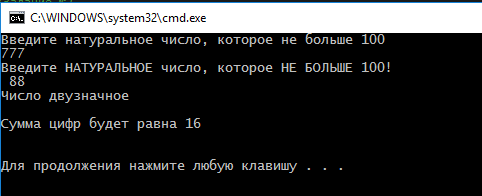 C:\WINDOWS\system32\cmd.exe
Введите натуральное число, которое не больше 100
777
Введите НАТУРАЛЬНОЕ число, которое НЕ БОЛЬШЕ 100!
88
Число двузначное
Сумма цифр будет равна 16
Для продолжения нажмите любую клавишу . . .